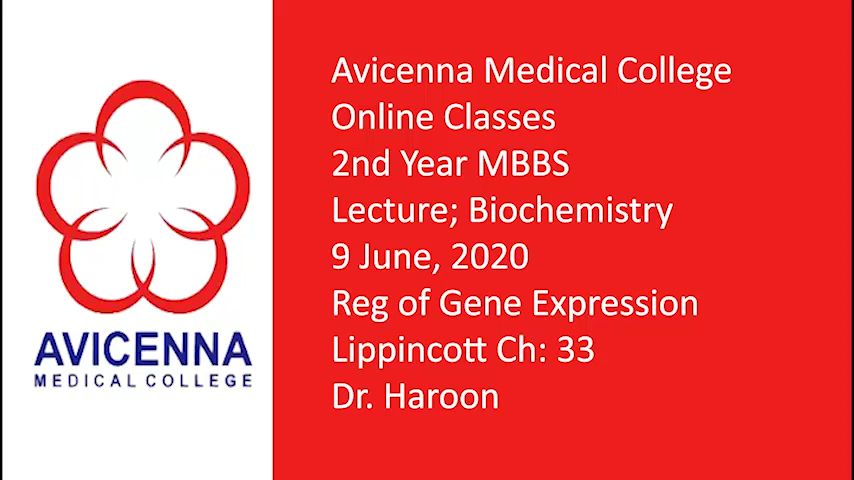 AVICENNA
MEDICAL COLLEGE
Avicenna Medical College
Online Classes
2nd Year MBBS
Lecture; Biochemistry
9 June, 2020
Reg of Gene Expression
Lippincott Ch: 33
Dr. Haroon